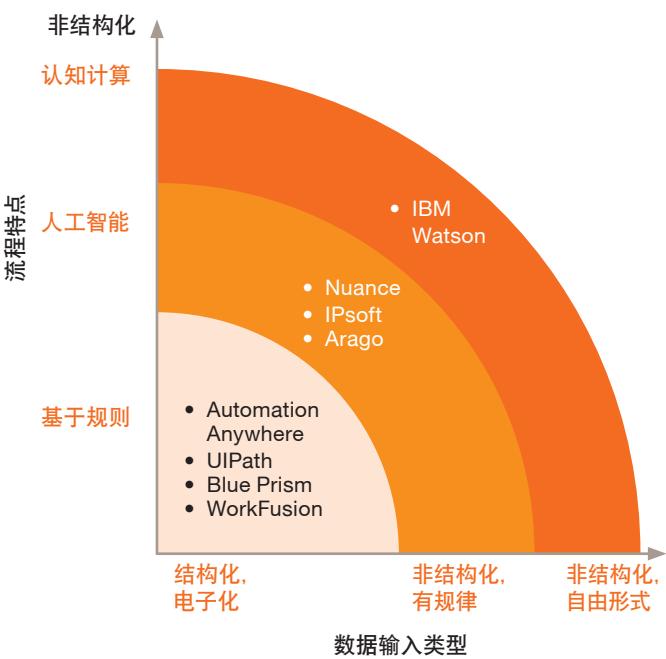 非结构化
认知计算
人工智能
基于规则
流程特点
• IBM
Watson
• Nuance
• IPsoft
• Arago
• Automation
Anywhere
• UIPath
• Blue Prism
• WorkFusion
结构化,
电子化
非结构化,
有规律
非结构化,
自由形式
数据输入类型